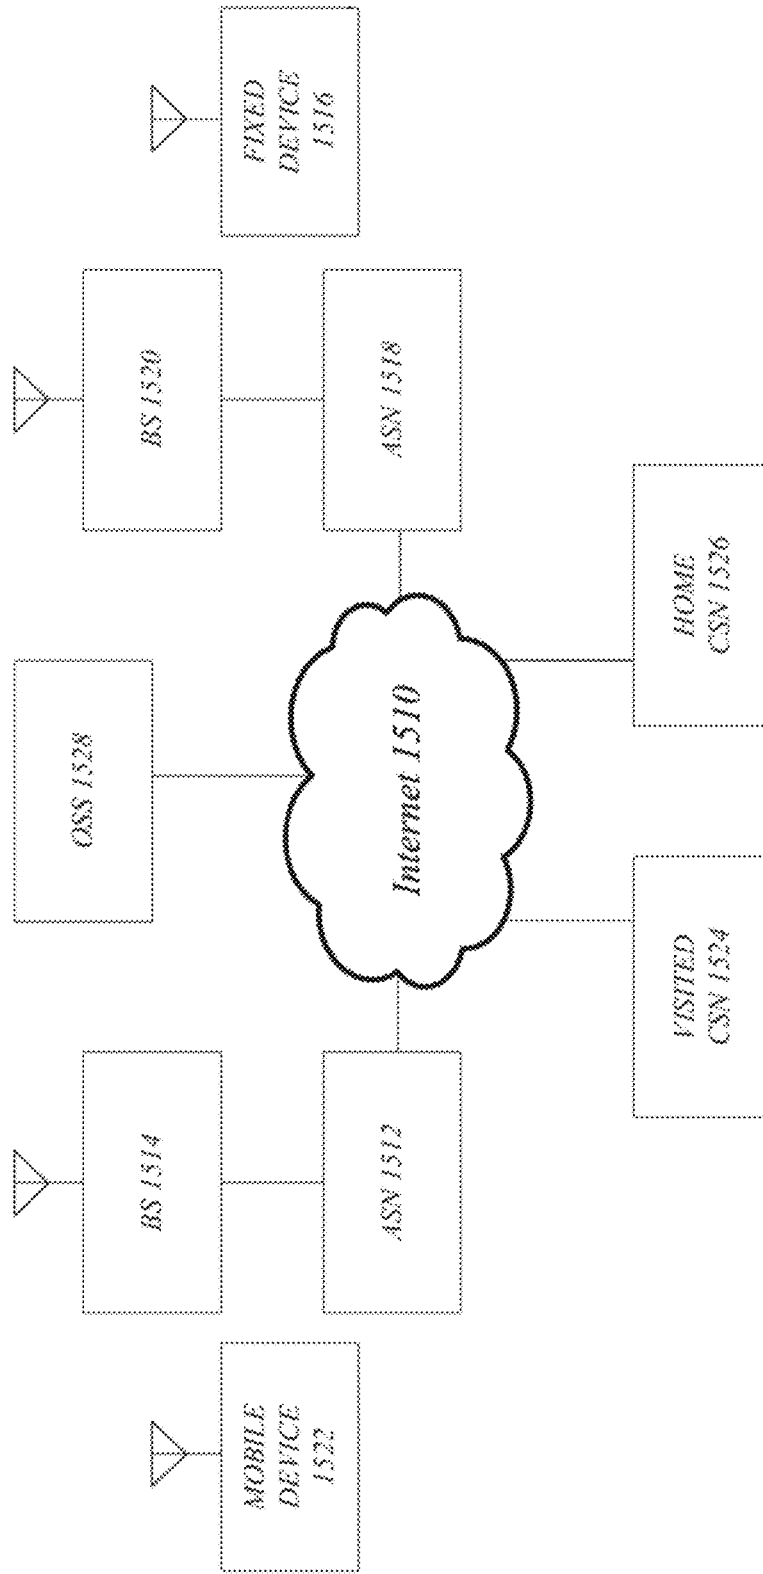 OSS 1528
BS 1514
BS 1520
MOBILE
DEVICE
1522
FIXED
DEVICE
1516
ASN 1512
Internet 1510
ASN 1518
VISITED
CSN 1524
HOME
CSN 1526